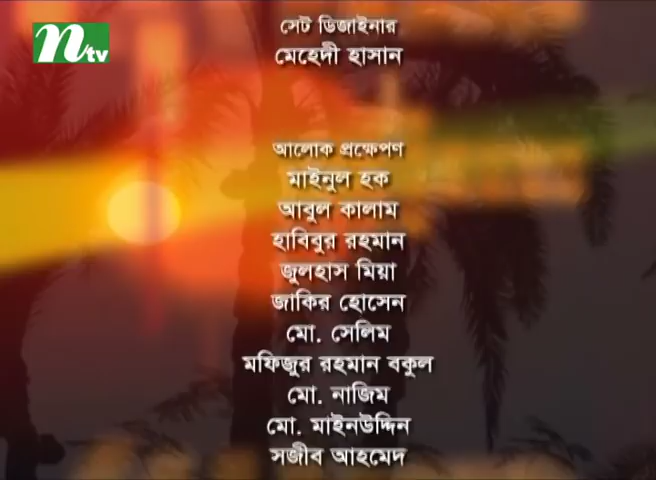 ntv
সেট ডিজাইনার
মেহেদী হাসান
আলোক প্রক্ষেপণ
মাইনুল হক
আবুল কালাম
হাবিবুর রহমান
জুলহাস মিয়া
জাকির হোসেন
মো. সেলিম
মফিজুর রহমান বকুল
মো. নাজিম
মো. মাইনউদ্দিন
সজীব আহমেদ